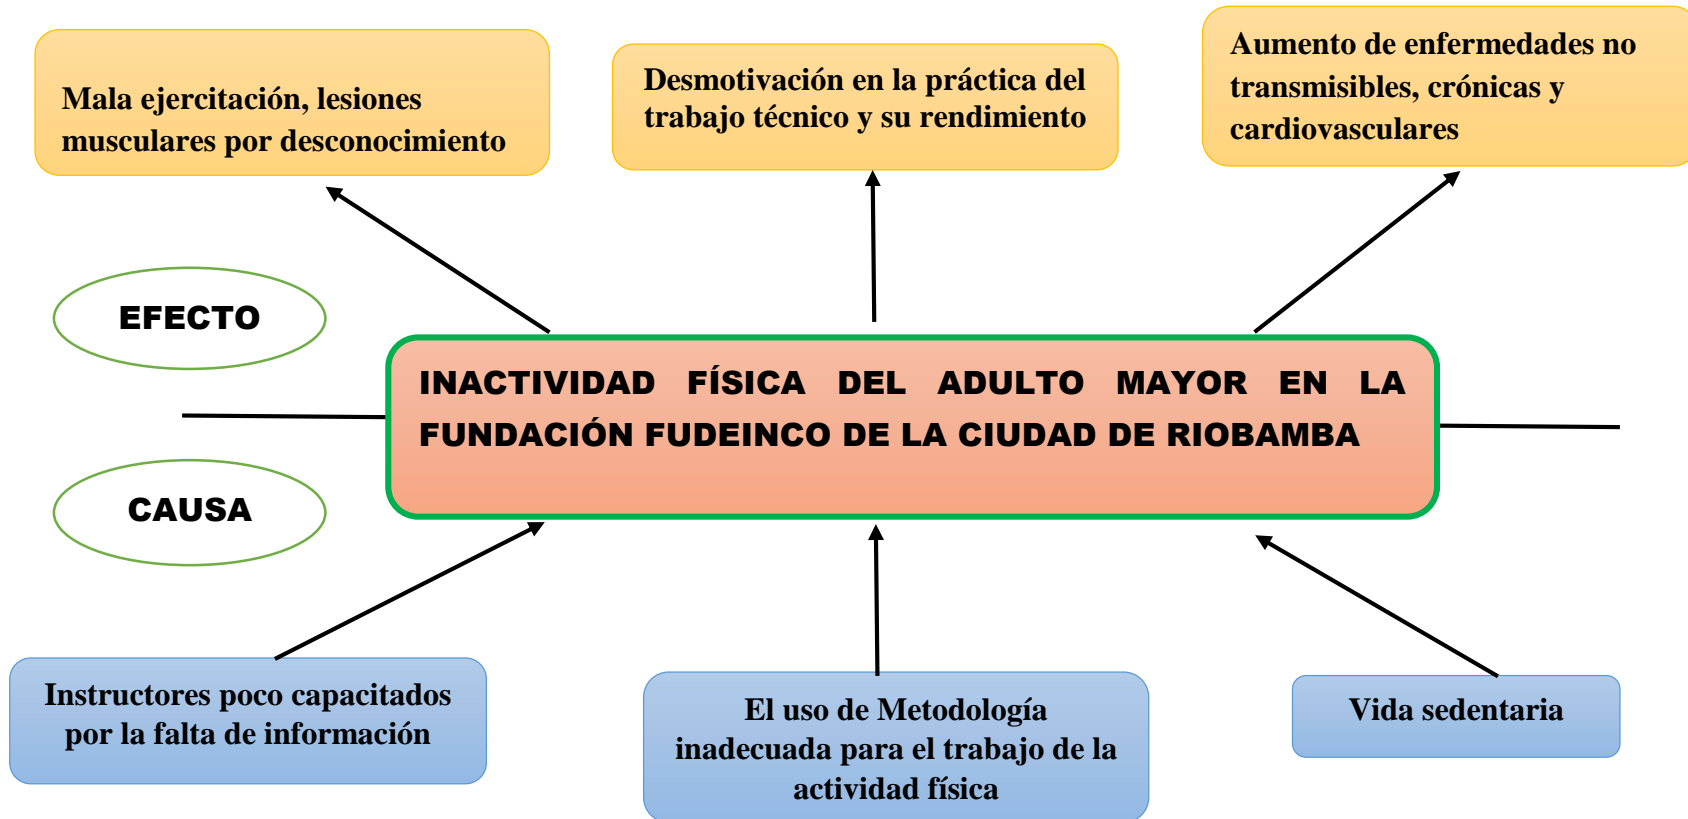 Mala ejercitación, lesiones
musculares por desconocimiento
Desmotivación en la práctica del
trabajo técnico y su rendimiento
Aumento de enfermedades no
transmisibles, crónicas y
cardiovasculares
EFECTO
INACTIVIDAD FÍSICA DEL ADULTO MAYOR EN LA
FUNDACIÓN FUDEINCO DE LA CIUDAD DE RIOBAMBA
CAUSA
Instructores poco capacitados
por la falta de información
El uso de Metodología
inadecuada para el trabajo de la
actividad física
Vida sedentaria